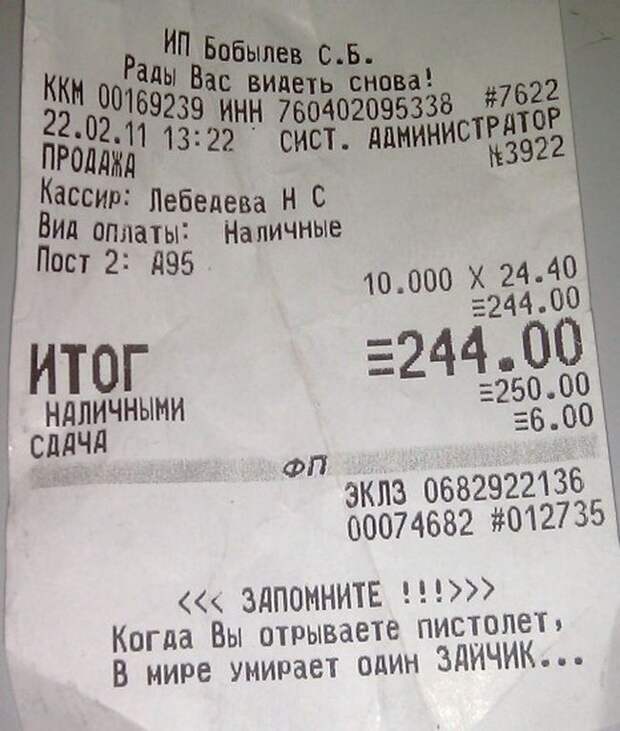 ИП Бобылев С.Б.
Рады Вас видеть снова!
ККМ 00169239 ИНН 760402095338 #7622
22.02.11 13:22 СИСТ. АДМИНИСТРАТОР
ПРОДАЖА №3922
Кассир: Лебедева Н С
Вид оплаты: Наличные
Пост 2: А95
10.000 X 24.40
≡244.00
ИТОГ ≡244.00
НАЛИЧНЫМИ ≡250.00
СДАЧА ≡6.00
ФП
ЭКЛЗ 0682922136
00074682 #012735
<<< ЗАПОМНИТЕ !!!>>>
Когда Вы отрываете пистолет,
В мире умирает один ЗАЙЧИК...